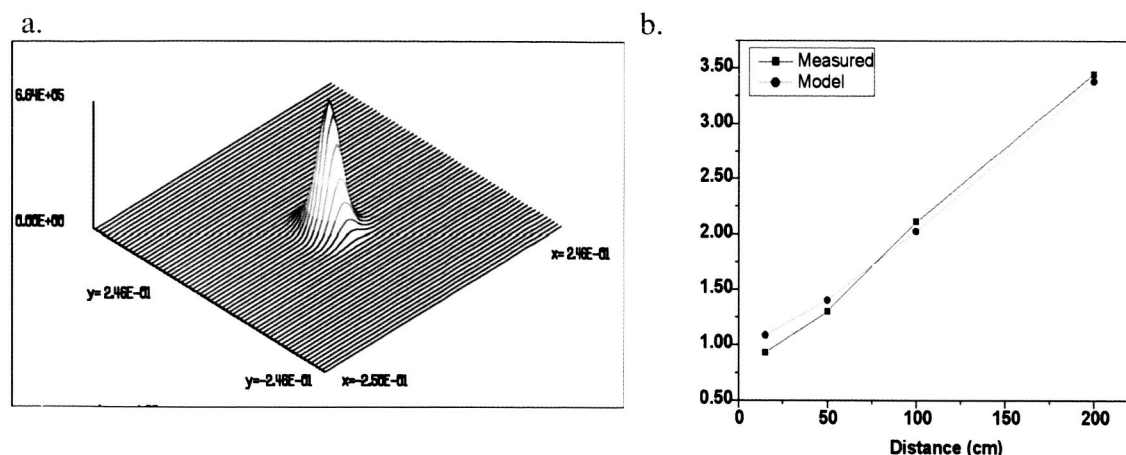 a.
6.64E+05
0.00E+00
y= 2.46E-01
y=-2.46E-01
x=-2.50E-01
x= 2.46E-01
b.
Measured
Model
3.50
3.00
2.50
2.00
1.50
1.00
0.50
0
50
100
150
200
Distance (cm)